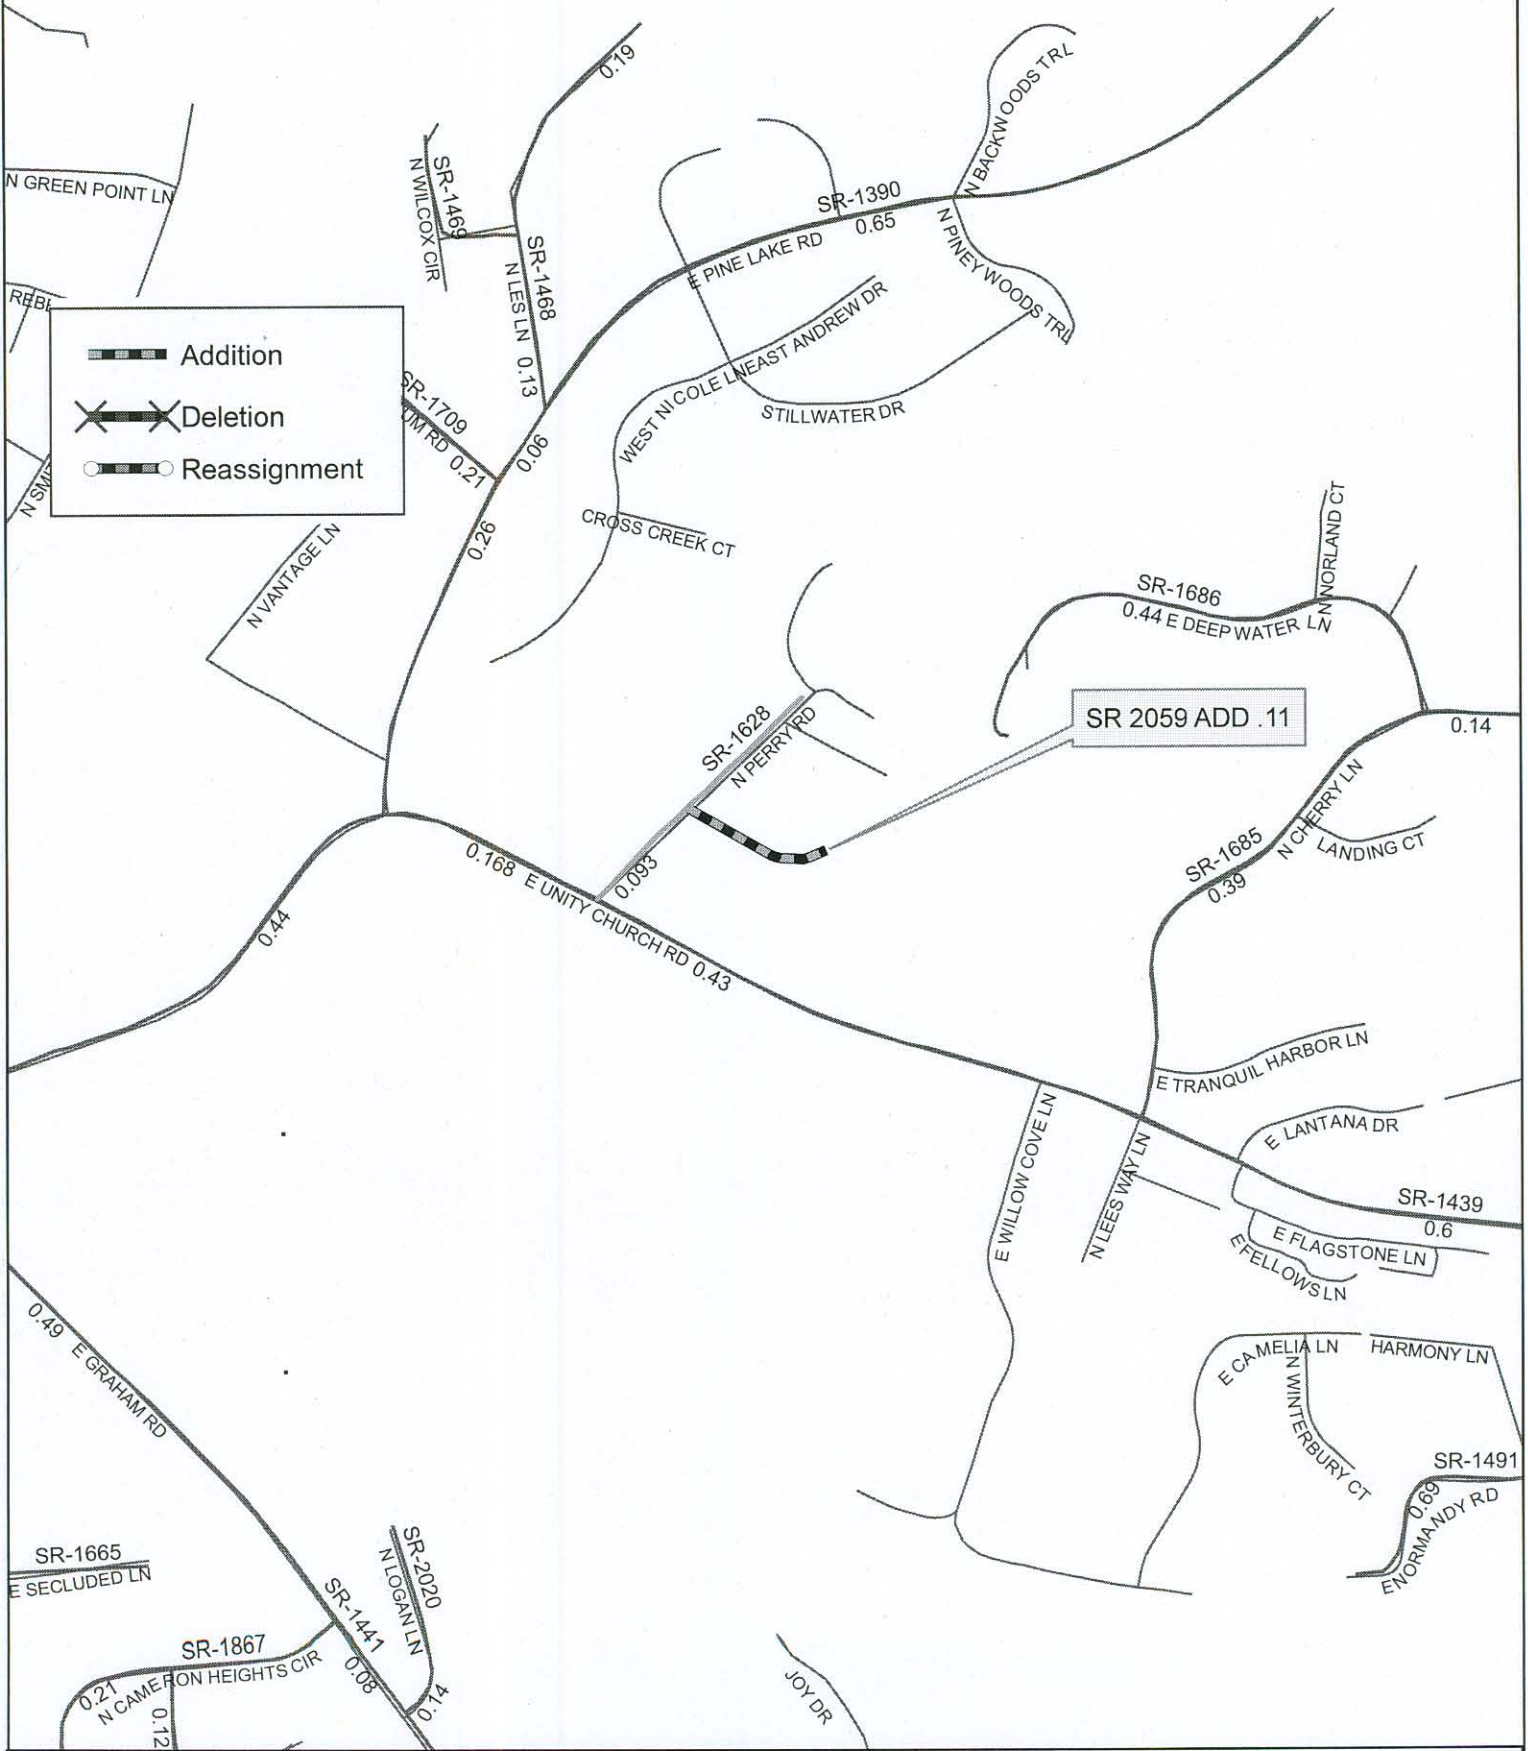 0.19
N BACKWOODS TRL
N GREEN POINT LN
SR-1469
N WILCOX CIR
SR-1390
0.65
E PINE LAKE RD
N PINEY WOODS TRL
SR-1468
N LES LN 0.13
Addition
Deletion
Reassignment
SR-1709
0.21
0.06
WEST NICOLE LN
EAST ANDREW DR
STILLWATER DR
CROSS CREEK CT
0.26
N VANTAGE LN
N NORLAND CT
SR-1686
0.44 E DEEP WATER LN
SR-1628
N PERRY RD
SR 2059 ADD .11
0.14
N CHERRY LN
LANDING CT
SR-1685
0.39
0.168
0.093
E UNITY CHURCH RD 0.43
0.44
E TRANQUIL HARBOR LN
E LANTANA DR
E WILLOW COVE LN
N LEES WAY LN
SR-1439
0.6
E FLAGSTONE LN
E FELLOWS LN
0.49 E GRAHAM RD
E CAMELIA LN
HARMONY LN
N WINTERBURY CT
SR-1491
0.69
E NORMANDY RD
SR-1665
E SECLUDED LN
SR-2020
N LOGAN LN
SR-1441
0.08
0.14
SR-1867
0.21
N CAMERON HEIGHTS CIR
0.12
JOY DR